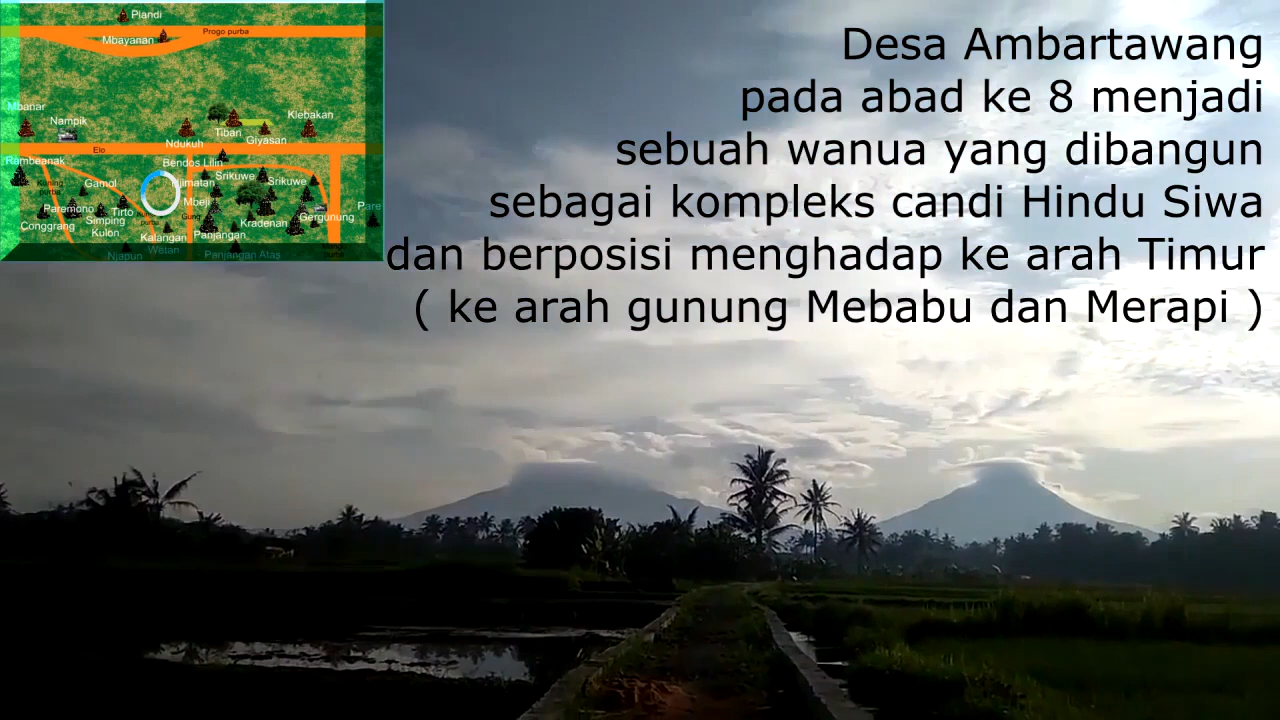 Plandi
Progo purba
Mbayanan
Mbanar
Nampik
Klebakan
Tiban
Giyasan
Ndukuh
Elo
Rambeanak
Bendos Lilin
Srikuwe
Srikuwe
Gamol
Mbeji
Paremono
Tirto
Simping
Kulon
Conggrang
Kradenan
Gergunung
Pare
Kalangan
Wetan
Panjangan
Njapun
Panjangan Atas
Desa Ambartawang
pada abad ke 8 menjadi
sebuah wanua yang dibangun
sebagai kompleks candi Hindu Siwa
dan berposisi menghadap ke arah Timur
( ke arah gunung Mebabu dan Merapi )